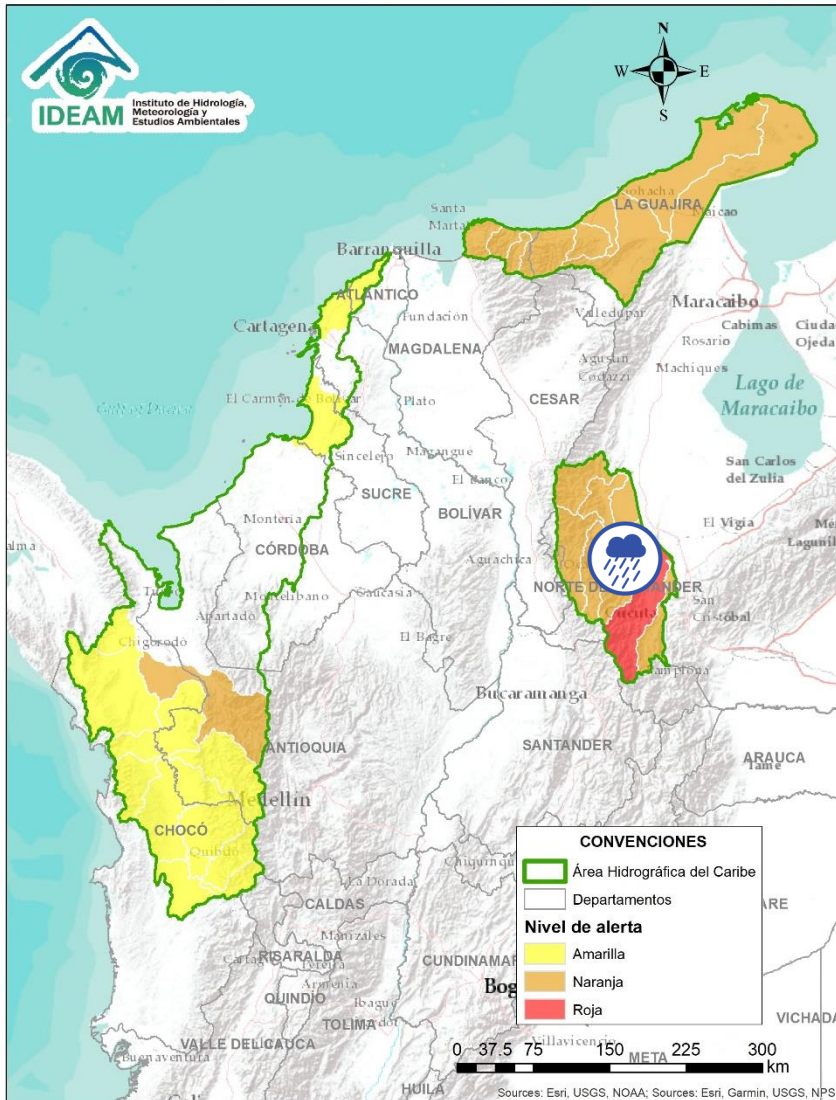 IDEAM
Instituto de Hidrología,
Meteorología y
Estudios Ambientales
N
W
E
S
LA GUAJIRA
Maicao
Santa
Barranquilla
Maracaibo
ATLÁNTICO
Valledupar
Cabimas
Ciuda
Ojeda
Cartagena
Fundación
Rosario
MAGDALENA
Machiques
Agustín
Codazzi
CESAR
Lago de
Maracaibo
El Carmen de Bolívar
Plato
Sincelejo
Magangué
San Carlos
del Zulia
SUCRE
El Banco
BOLÍVAR
El Vigía
Montería
CÓRDOBA
Aguachica
NORTE DE
Cúcuta
San
Cristóbal
Montelíbano
Caucasia
Apartadó
Chigorodó
El Bagre
Bucaramanga
SANTANDER
ANTIOQUIA
ARAUCA
Tame
Medellín
CHOCÓ
Quibdó
La Dorada
CALDAS
Manizales
RISARALDA
Pereira
Armenia
QUINDÍO
Ibagué
TOLIMA
CUNDINAMAR
Bog
VALLE DEL CAUCA
Buenaventura
Villavicencio
META
VICHADA
HUILA
CONVENCIONES
Área Hidrográfica del Caribe
Departamentos
Nivel de alerta
Amarilla
Naranja
Roja
0 37.5 75 150 225 300
km
Sources: Esri, USGS, NOAA; Sources: Esri, Garmin, USGS, NPS